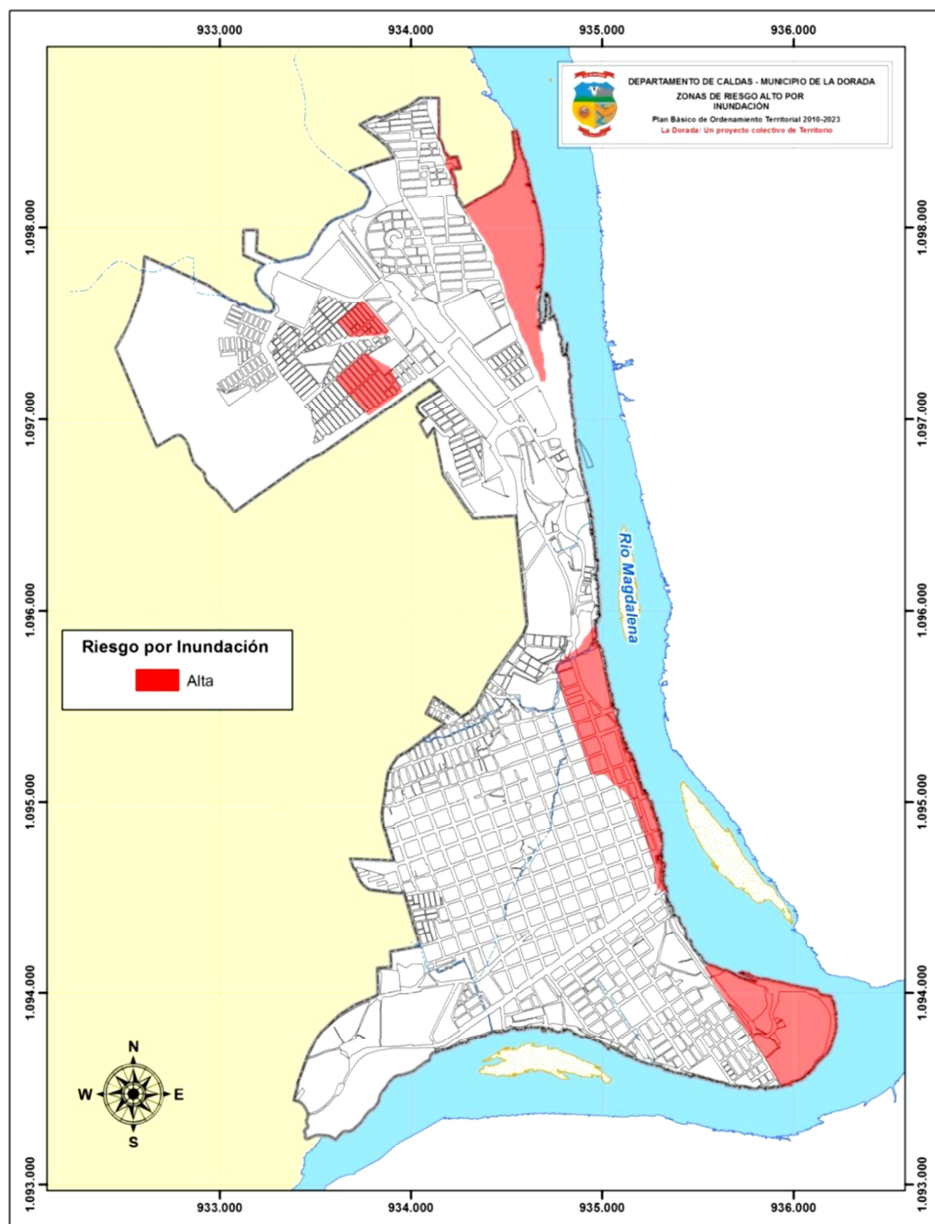 933.000 934.000 935.000 936.000
DEPARTAMENTO DE CALDAS - MUNICIPIO DE LA DORADA
ZONAS DE RIESGO ALTO POR
INUNDACIÓN
Plan Básico de Ordenamiento Territorial 2010-2023
La Dorada: Un proyecto colectivo de Territorio
1.098.000 1.098.000
1.097.000 1.097.000
Rio Magdalena
1.096.000 1.096.000
Riesgo por Inundación
Alta
1.095.000 1.095.000
1.094.000 1.094.000
N
W E
S
1.093.000 1.093.000
933.000 934.000 935.000 936.000